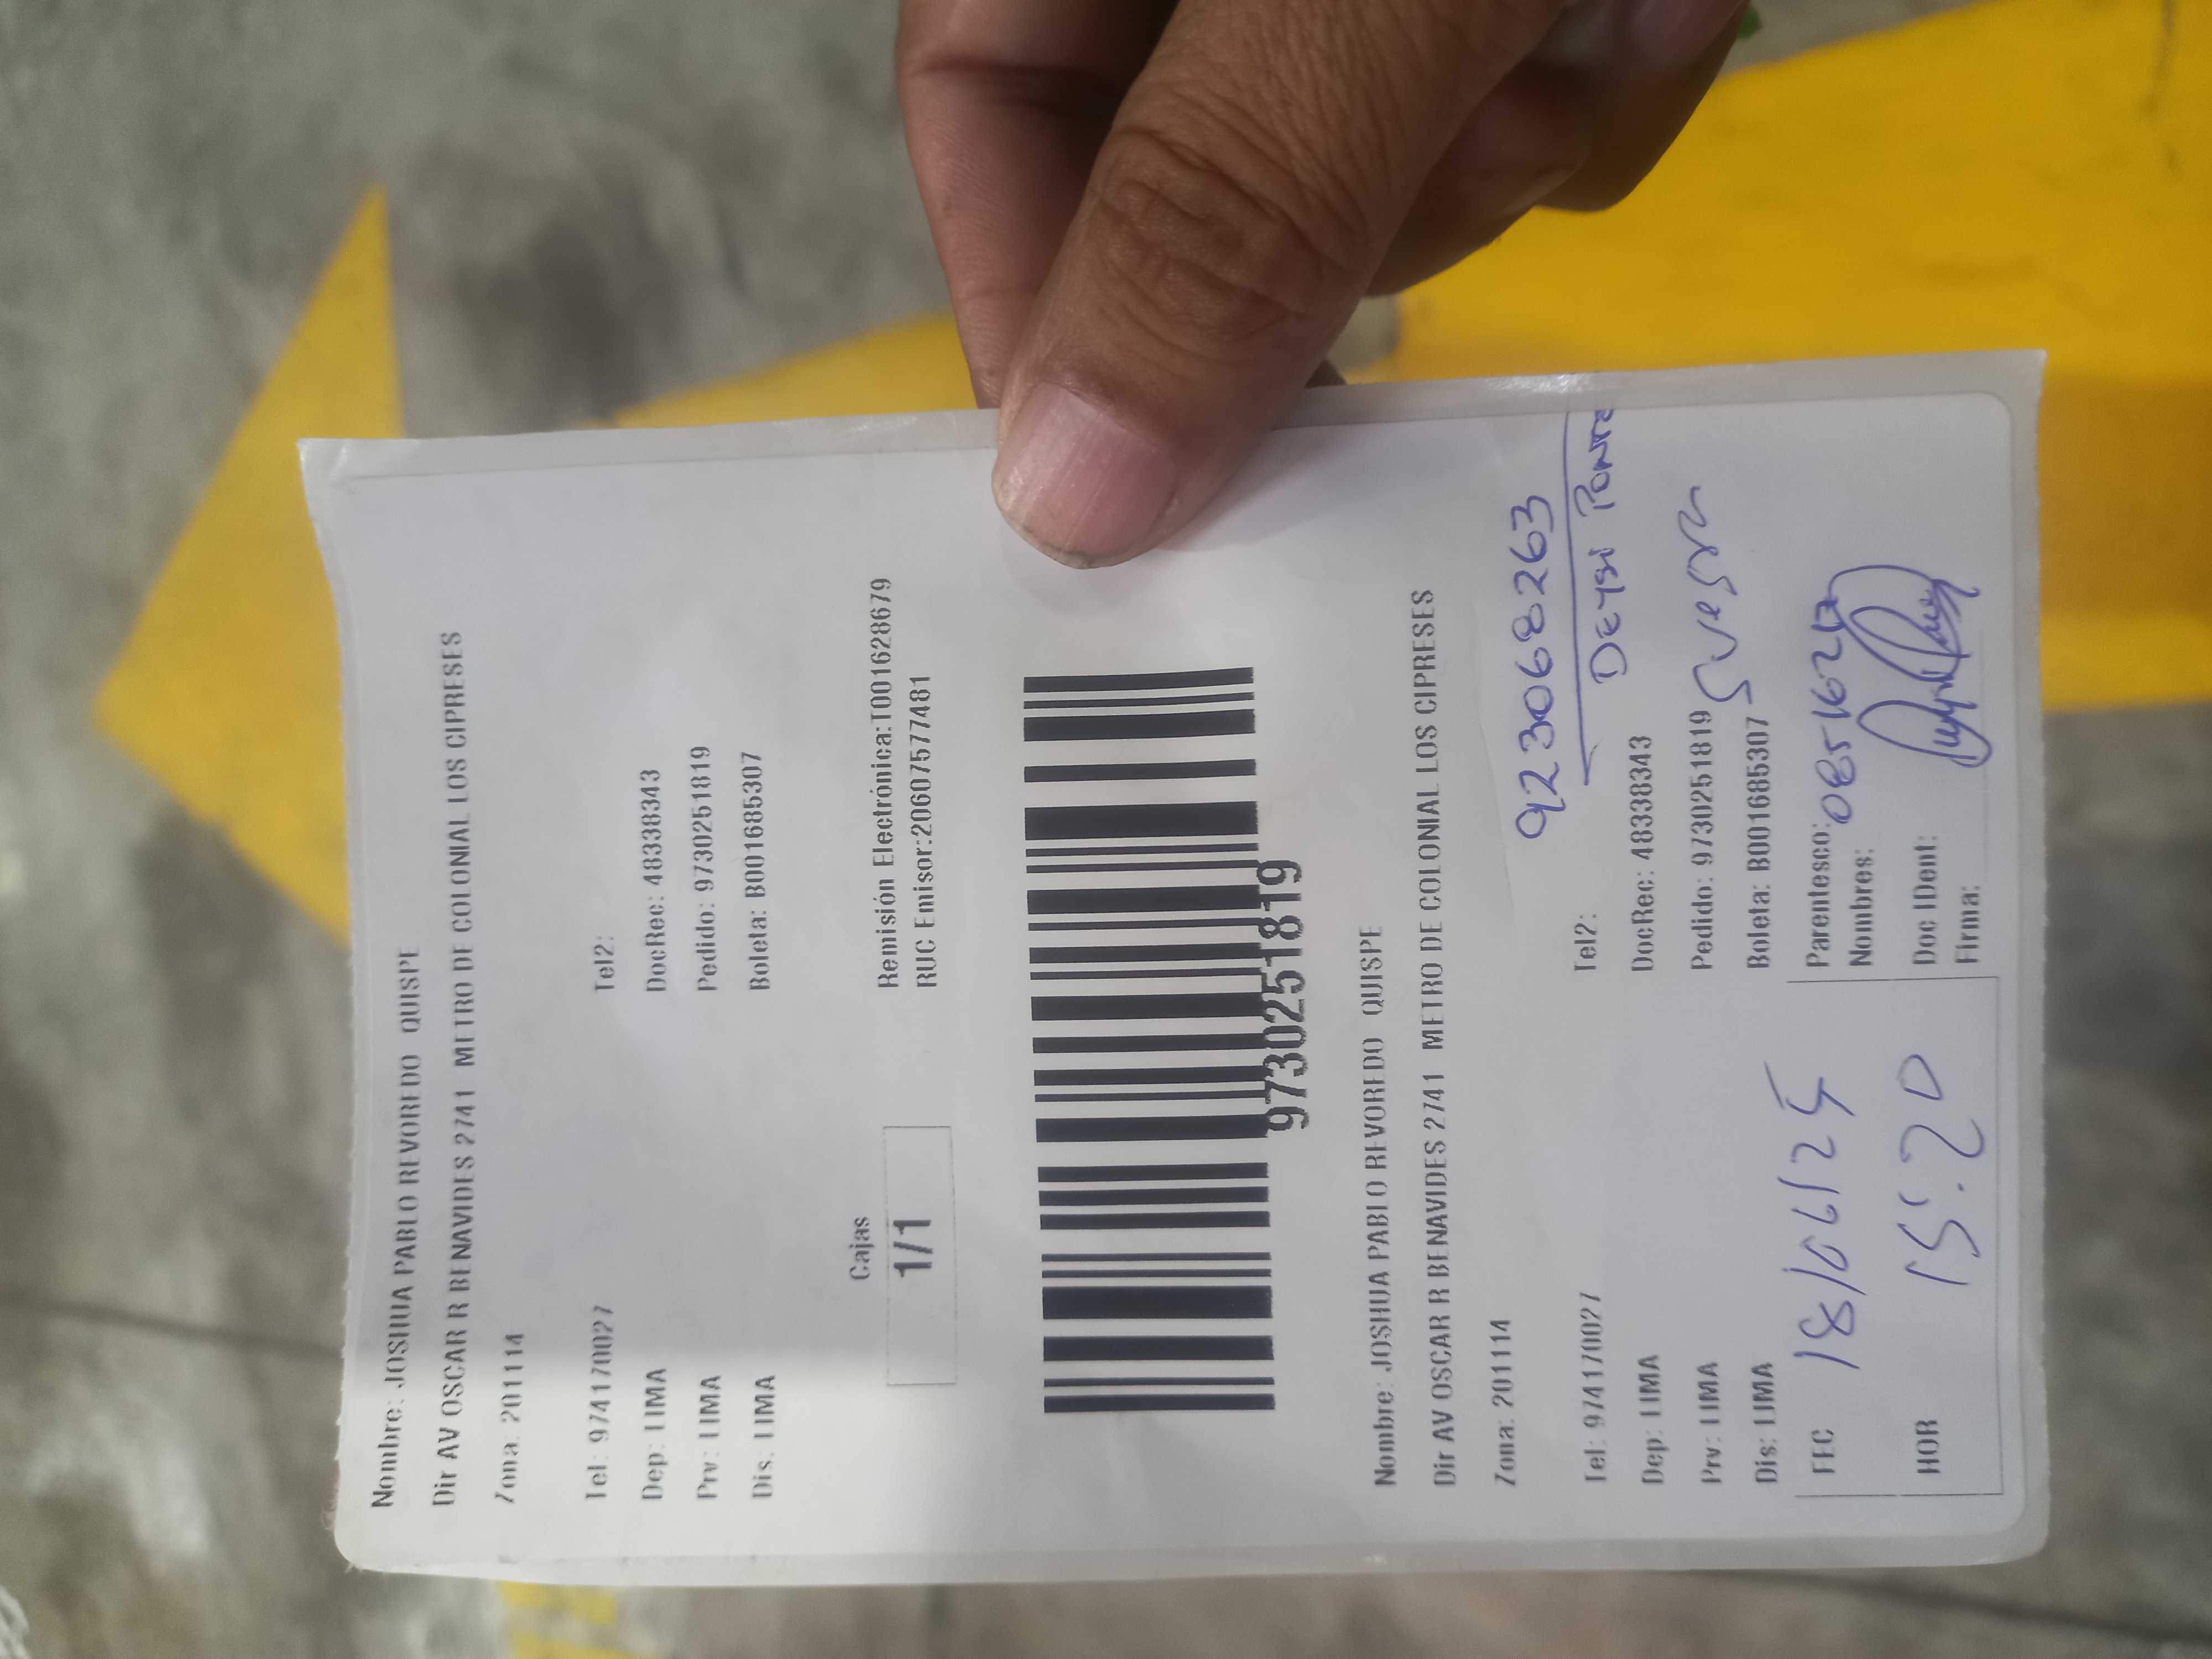 Nombre: JOSHUA PABLO REVOREDO QUISPE
Dir AV OSCAR R BENAVIDES 2741 METRO DE COLONIAL LOS CIPRESES
Zona: 201114
Tel: 974170027 Tel2:
Dep: LIMA DocRec: 48338343
Prv: LIMA Pedido: 9730251819
Dis: LIMA Boleta: B001685307
Cajas
1/1
Remisión Electrónica:T001628679
RUC Emisor:20607577481
9730251819
Nombre: JOSHUA PABLO REVOREDO QUISPE
Dir AV OSCAR R BENAVIDES 2741 METRO DE COLONIAL LOS CIPRESES
Zona: 201114
923068263
Tel: 974170027 Tel2:
DEYSI
Dep: LIMA DocRec: 48338343
Prv: LIMA Pedido: 9730251819
Dis: LIMA Boleta: B001685307
FEC 18/06/25 Parentesco:
Nombres:
HOR 15:20 Doc IDent:
Firma: